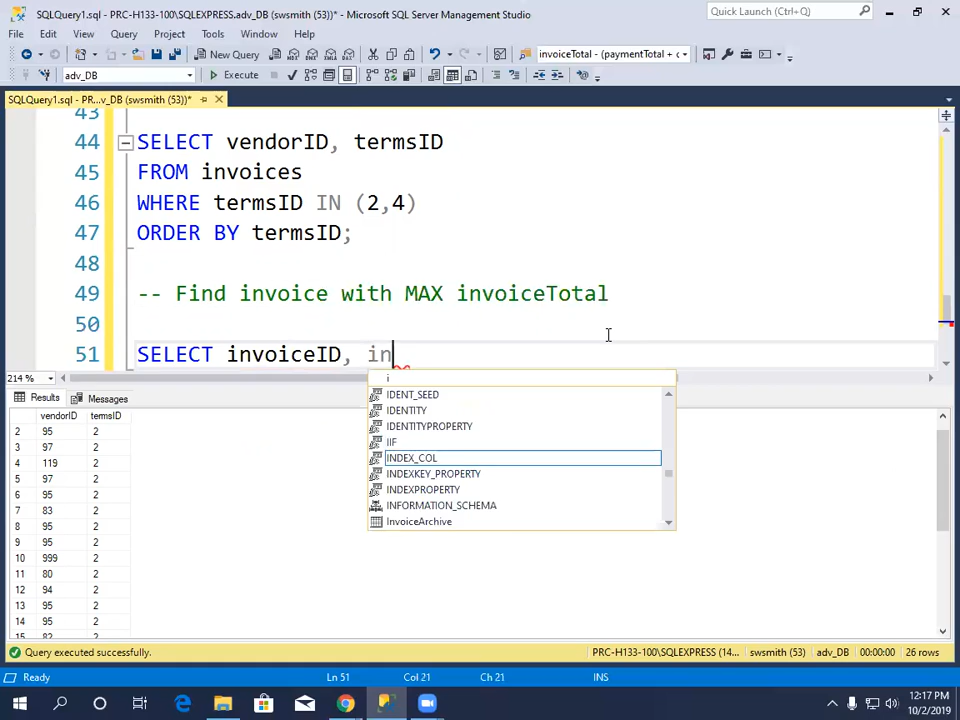 SQLQuery1.sql - PRC-H133-100\SQLEXPRESS.adv_DB (swsmith (53))* - Microsoft SQL Server Management Studio
Quick Launch (Ctrl+Q)
File Edit View Query Project Tools Window Help
New Query
invoiceTotal - (paymentTotal + c
adv_DB
Execute
SQLQuery1.sql - PR...v_DB (swsmith (53))*
43
44 SELECT vendorID, termsID
45 FROM invoices
46 WHERE termsID IN (2,4)
47 ORDER BY termsID;
48
49 -- Find invoice with MAX invoiceTotal
50
51 SELECT invoiceID, in
214 %
i
IDENT_SEED
IDENTITY
IDENTITYPROPERTY
IIF
INDEX_COL
INDEXKEY_PROPERTY
INDEXPROPERTY
INFORMATION_SCHEMA
InvoiceArchive
Results Messages
vendorID termsID
2 95 2
3 97 2
4 119 2
5 97 2
6 95 2
7 83 2
8 95 2
9 95 2
10 999 2
11 80 2
12 94 2
13 95 2
14 95 2
15 82 2
Query executed successfully.
PRC-H133-100\SQLEXPRESS (14... swsmith (53) adv_DB 00:00:00 26 rows
Ready Ln 51 Col 21 Ch 21 INS
12:17 PM
10/2/2019